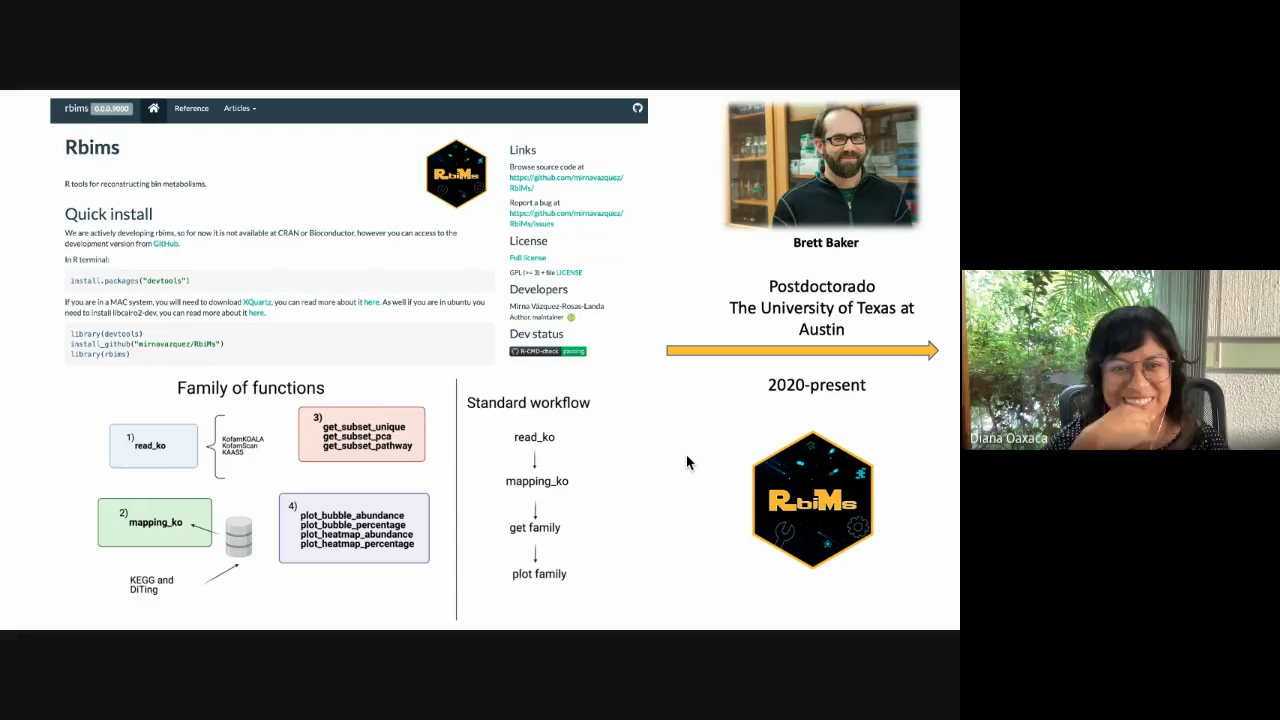 rbims 0.0.0.9000 Reference Articles
Rbims
R tools for reconstructing bin metabolisms.
Quick install
We are actively developing rbims, so for now it is not available at CRAN or Bioconductor, however you can access to the
development version from GitHub.
In R terminal:
install.packages("devtools")
If you are in a MAC system, you will need to download XQuartz, you can read more about it here. As well if you are in ubuntu you
need to install libcairo2-dev, you can read more about it here.
library(devtools)
install_github("mirnavazquez/RbiMs")
library(rbims)
RbiMs
Links
Browse source code at
https://github.com/mirnavazquez/
RbiMs/
Report a bug at
https://github.com/mirnavazquez/
RbiMs/issues
License
Full license
GPL (>= 3) + file LICENSE
Developers
Mirna Vázquez-Rosas-Landa
Author, maintainer
Dev status
R-CMD-check passing
Family of functions
1)
read_ko
KofamKOALA
KofamScan
KAASS
2)
mapping_ko
KEGG and
DiTing
3)
get_subset_unique
get_subset_pca
get_subset_pathway
4)
plot_bubble_abundance
plot_bubble_percentage
plot_heatmap_abundance
plot_heatmap_percentage
Standard workflow
read_ko
mapping_ko
get family
plot family
Brett Baker
Postdoctorado
The University of Texas at
Austin
2020-present
RbiMs
Diana Oaxaca